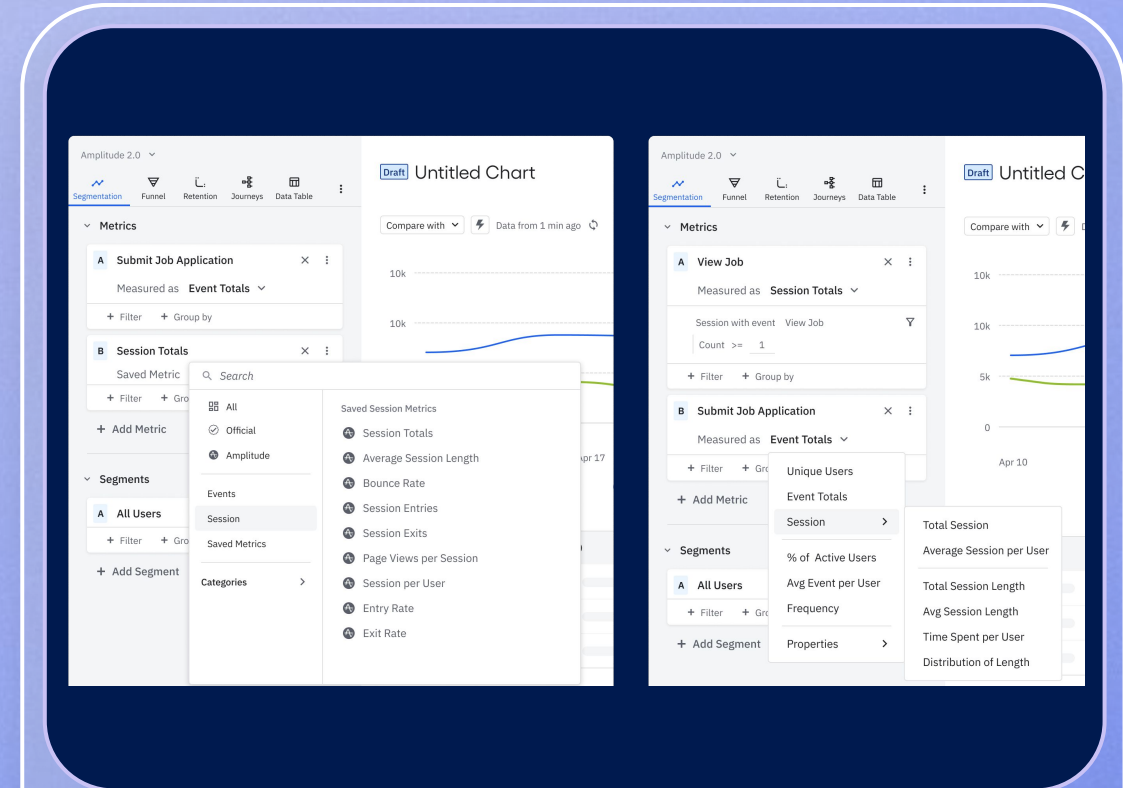 Amplitude 2.0
Segmentation Funnel Retention Journeys Data Table
Metrics
A Submit Job Application
Measured as Event Totals
+ Filter + Group by
B Session Totals
Saved Metric
+ Filter + Gro
+ Add Metric
Segments
A All Users
+ Filter + Gro
+ Add Segment
Draft Untitled Chart
Compare with Data from 1 min ago
10k
10k
Apr 17
Search
All
Official
Amplitude
Events
Session
Saved Metrics
Categories
Saved Session Metrics
Session Totals
Average Session Length
Bounce Rate
Session Entries
Session Exits
Page Views per Session
Session per User
Entry Rate
Exit Rate
Amplitude 2.0
Segmentation Funnel Retention Journeys Data Table
Metrics
A View Job
Measured as Session Totals
Session with event View Job
Count >= 1
+ Filter + Group by
B Submit Job Application
Measured as Event Totals
+ Filter + Gro
+ Add Metric
Segments
A All Users
+ Filter + Gro
+ Add Segment
Draft Untitled C
Compare with
10k
10k
5k
0
Apr 10
Unique Users
Event Totals
Session
% of Active Users
Avg Event per User
Frequency
Properties
Total Session
Average Session per User
Total Session Length
Avg Session Length
Time Spent per User
Distribution of Length